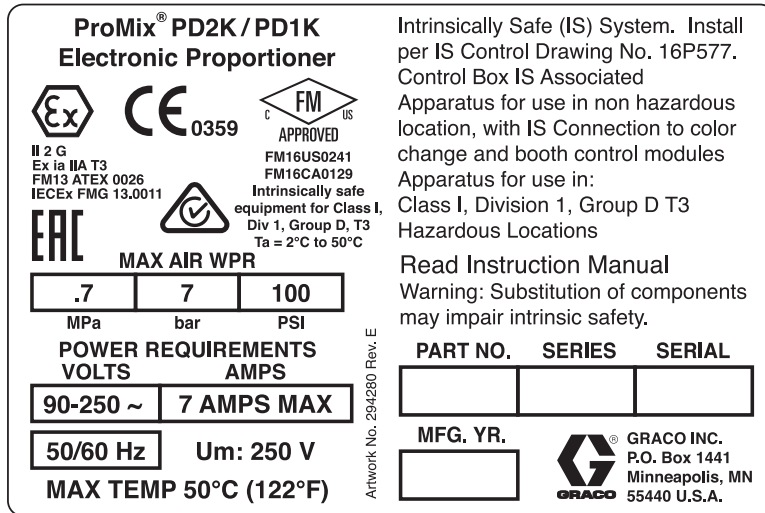 ProMix® PD2K / PD1K
Electronic Proportioner
Ex
CE 0359
C FM US
APPROVED
II 2 G
Ex ia IIA T3
FM13 ATEX 0026
IECEx FMG 13.0011
FM16US0241
FM16CA0129
Intrinsically safe
equipment for Class I,
Div 1, Group D, T3
Ta = 2°C to 50°C
EAC
MAX AIR WPR
.7 7 100
MPa bar PSI
POWER REQUIREMENTS
VOLTS AMPS
90-250 ~ 7 AMPS MAX
50/60 Hz Um: 250 V
MAX TEMP 50°C (122°F)
Artwork No. 294280 Rev. E
Intrinsically Safe (IS) System. Install
per IS Control Drawing No. 16P577.
Control Box IS Associated
Apparatus for use in non hazardous
location, with IS Connection to color
change and booth control modules
Apparatus for use in:
Class I, Division 1, Group D T3
Hazardous Locations
Read Instruction Manual
Warning: Substitution of components
may impair intrinsic safety.
PART NO. SERIES SERIAL
MFG. YR.
GRACO ®
GRACO INC.
P.O. Box 1441
Minneapolis, MN
55440 U.S.A.